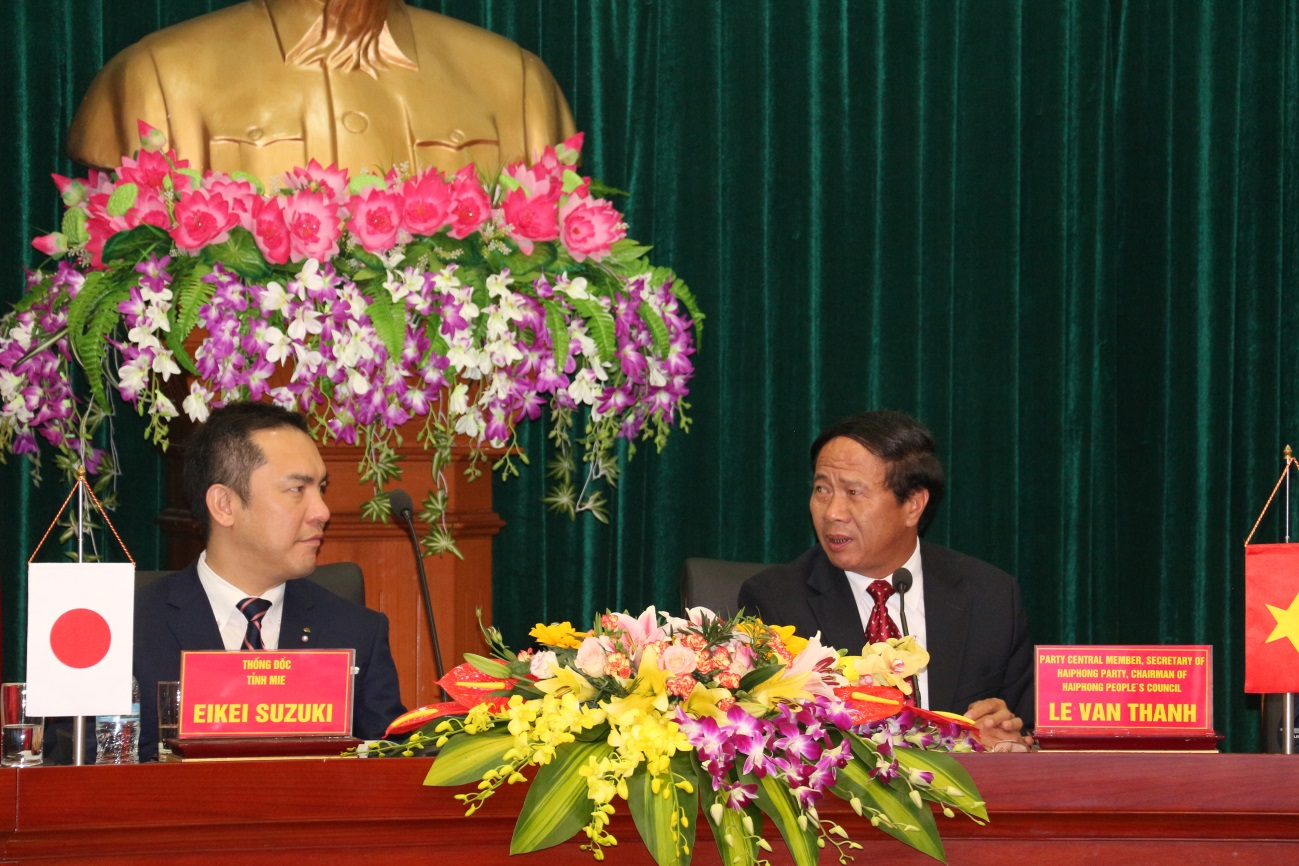 THỐNG ĐỐC
TỈNH MIE
EIKEI SUZUKI
PARTY CENTRAL MEMBER, SECRETARY OF
HAIPHONG PARTY, CHAIRMAN OF
HAIPHONG PEOPLE`S COUNCIL
LE VAN THANH